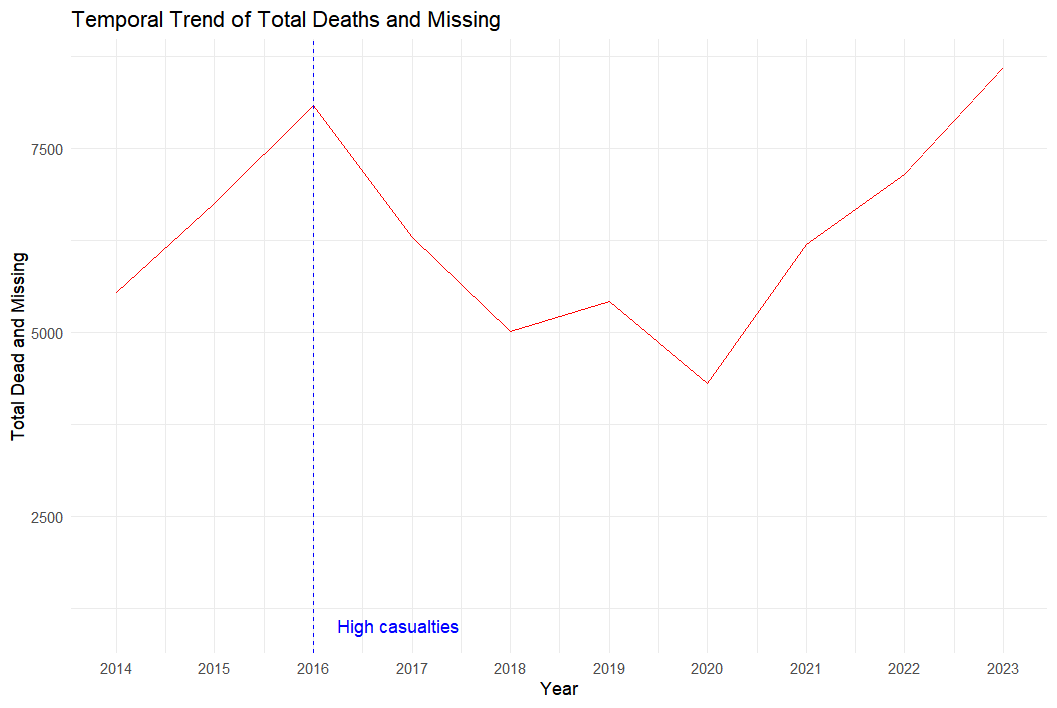 Temporal Trend of Total Deaths and Missing
Total Dead and Missing
7500
5000
2500
High casualties
2014 2015 2016 2017 2018 2019 2020 2021 2022 2023
Year